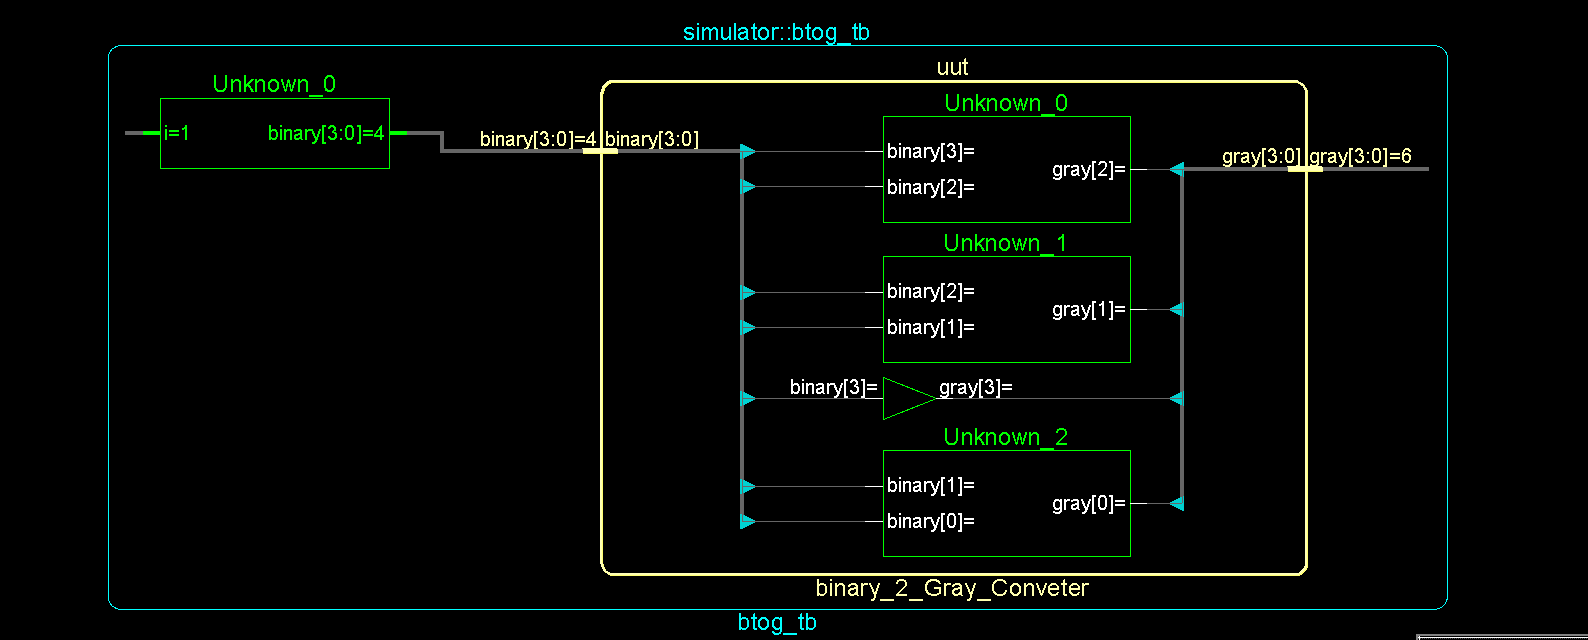 simulator::btog_tb
Unknown_0
i=1 binary[3:0]=4
uut
binary[3:0]=4 binary[3:0]
Unknown_0
binary[3]=
binary[2]=
gray[2]=
gray[3:0] gray[3:0]=6
Unknown_1
binary[2]=
binary[1]=
gray[1]=
binary[3]= gray[3]=
Unknown_2
binary[1]=
binary[0]=
gray[0]=
binary_2_Gray_Conveter
btog_tb